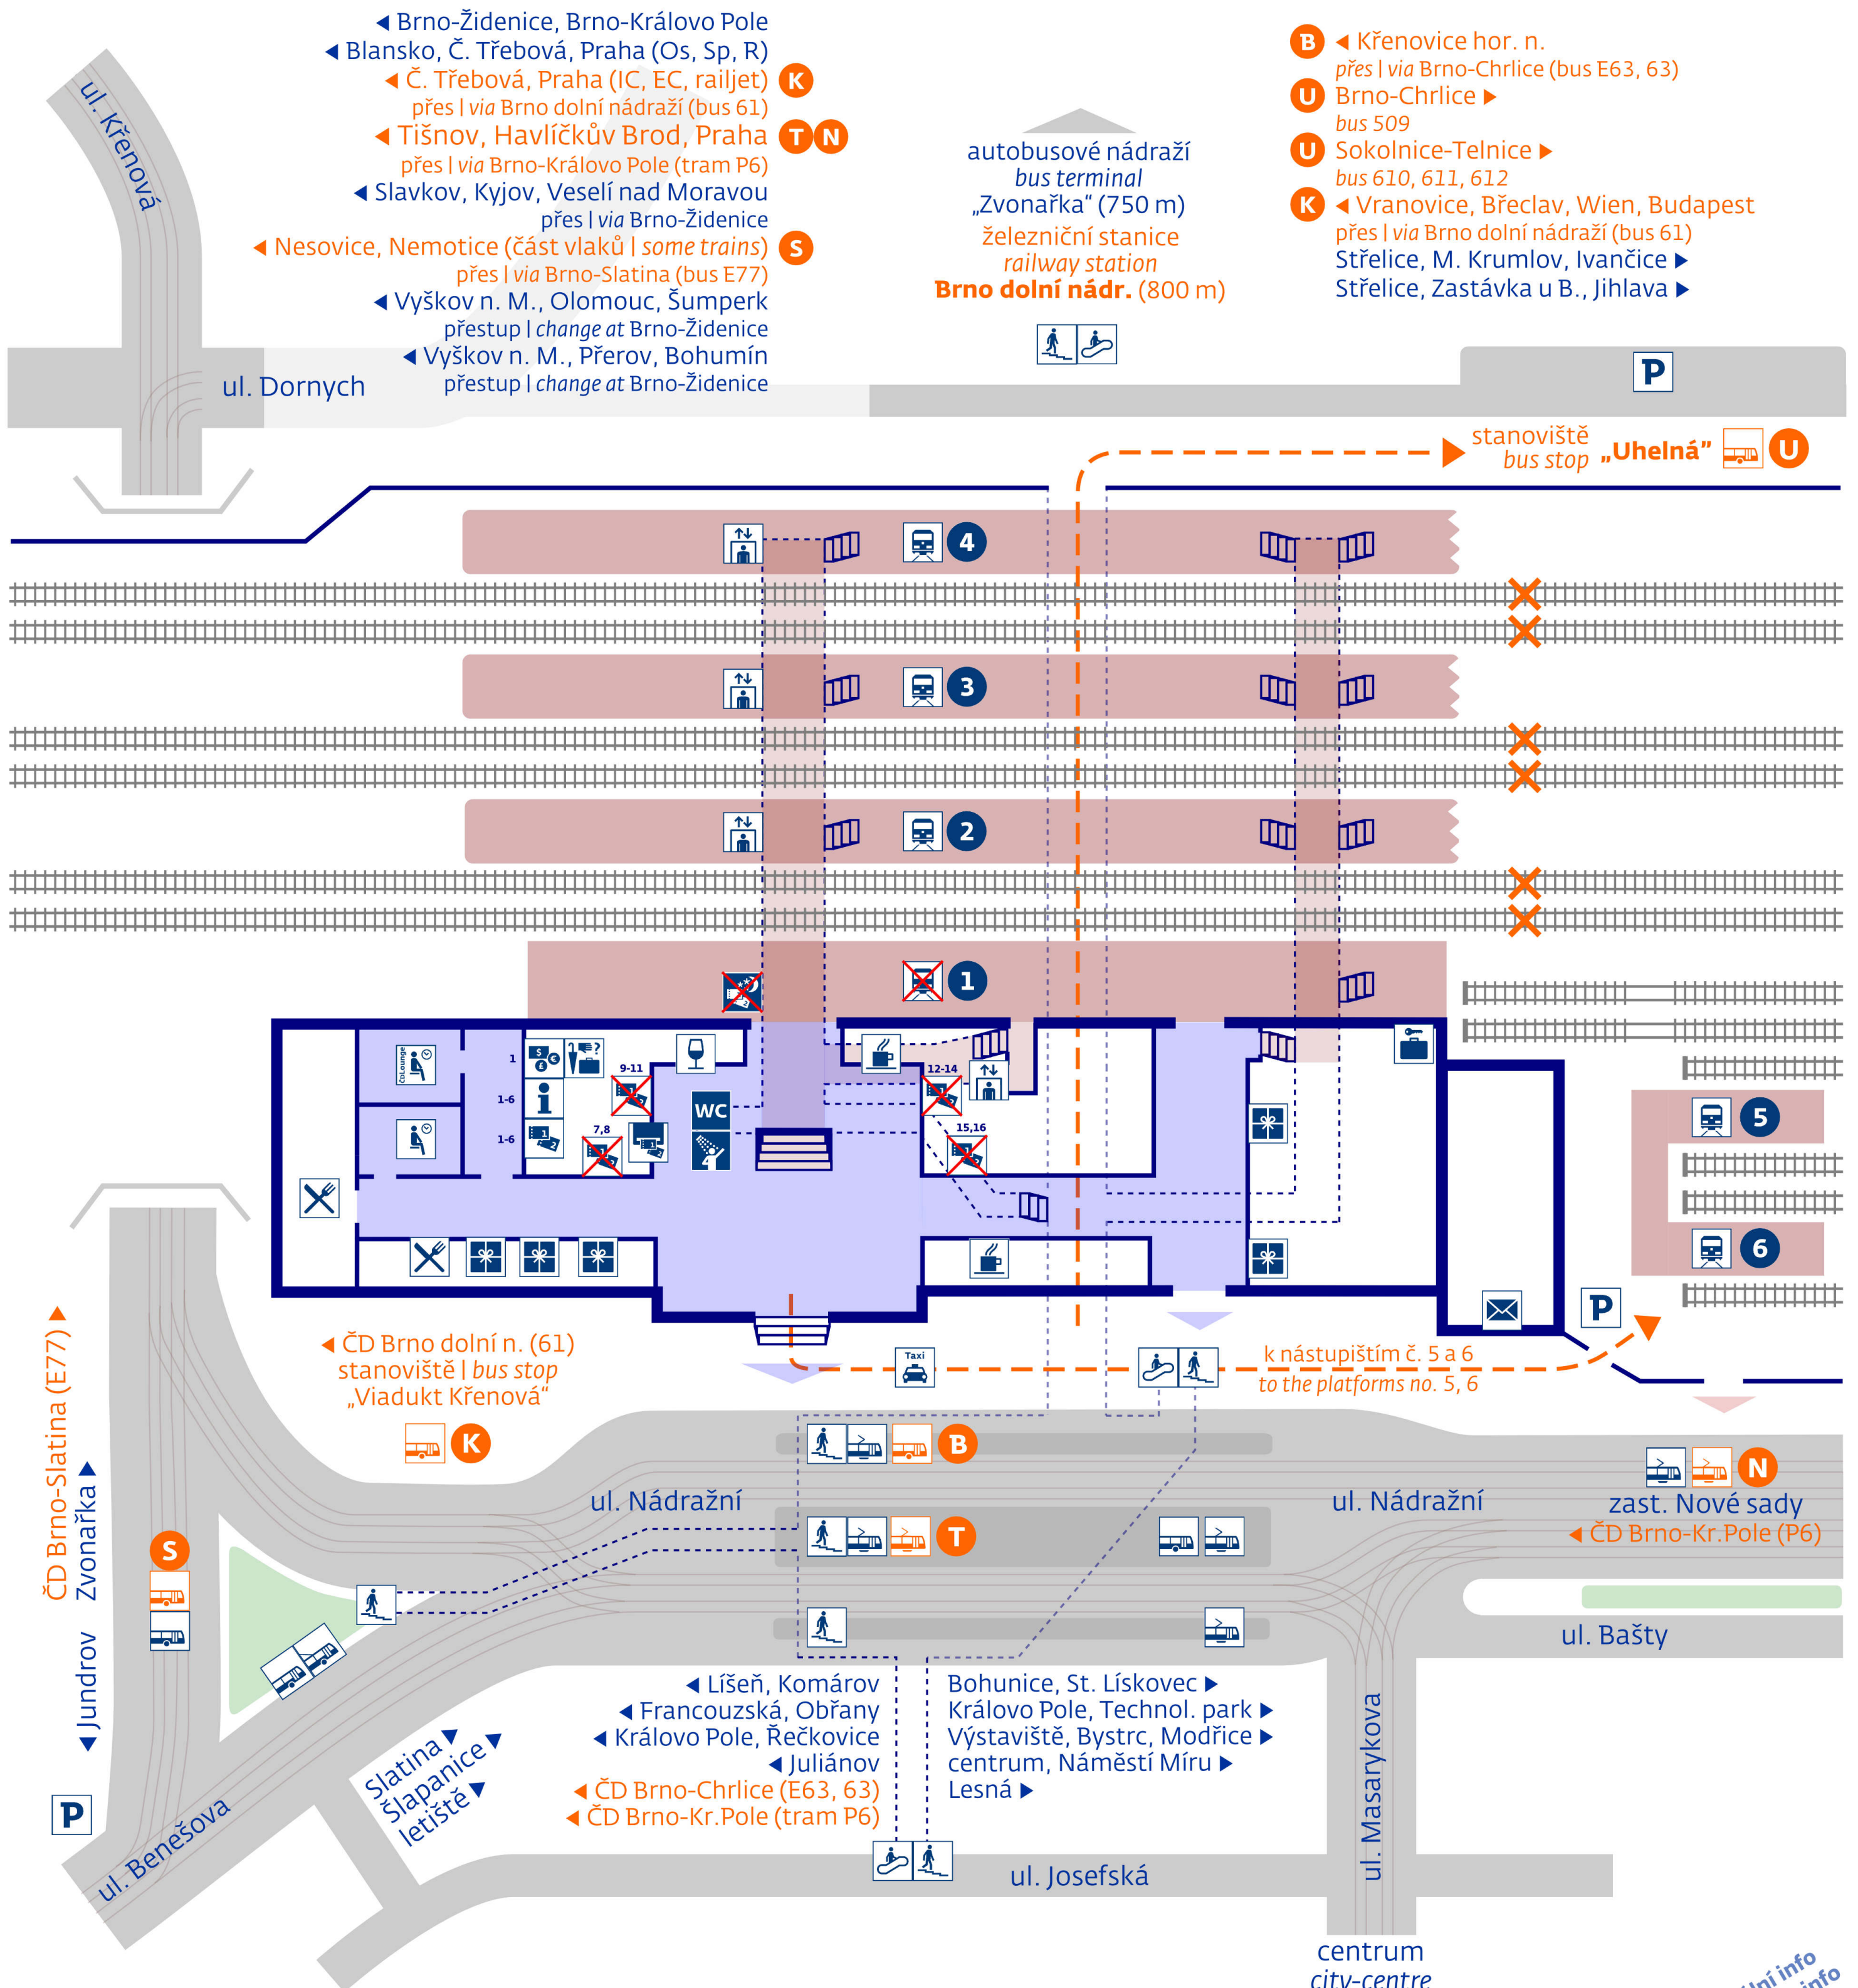 ◀ Brno-Židenice, Brno-Královo Pole
◀ Blansko, Č. Třebová, Praha (Os, Sp, R)
◀ Č. Třebová, Praha (IC, EC, railjet) K
přes | via Brno dolní nádraží (bus 61)
◀ Tišnov, Havlíčkův Brod, Praha T N
přes | via Brno-Královo Pole (tram P6)
◀ Slavkov, Kyjov, Veselí nad Moravou
přes | via Brno-Židenice
◀ Nesovice, Nemotice (část vlaků | some trains) S
přes | via Brno-Slatina (bus E77)
◀ Vyškov n. M., Olomouc, Šumperk
přestup | change at Brno-Židenice
◀ Vyškov n. M., Přerov, Bohumín
přestup | change at Brno-Židenice
autobusové nádraží
bus terminal
„Zvonařka“ (750 m)
železniční stanice
railway station
Brno dolní nádr. (800 m)
B ◀ Křenovice hor. n.
přes | via Brno-Chrlice (bus E63, 63)
U Brno-Chrlice ▶
bus 509
U Sokolnice-Telnice ▶
bus 610, 611, 612
K ◀ Vranovice, Břeclav, Wien, Budapest
přes | via Brno dolní nádraží (bus 61)
Střelice, M. Krumlov, Ivančice ▶
Střelice, Zastávka u B., Jihlava ▶
ul. Křenová
ul. Dornych
P
stanoviště
bus stop
„Uhelná” U
4
3
2
1
ČD Lounge
1
1-6
1-6
9-11
7,8
WC
12-14
15,16
5
6
P
◀ ČD Brno dolní n. (61)
stanoviště | bus stop
„Viadukt Křenová“
K
Taxi
k nástupištím č. 5 a 6
to the platforms no. 5, 6
B
T
N
ul. Nádražní
ul. Nádražní
zast. Nové sady
◀ ČD Brno-Kr.Pole (P6)
ČD Brno-Slatina (E77) ▶
◀ Jundrov Zvonařka ▶
S
ul. Bašty
◀ Líšeň, Komárov
◀ Francouzská, Obřany
◀ Královo Pole, Řečkovice
◀ Juliánov
◀ ČD Brno-Chrlice (E63, 63)
◀ ČD Brno-Kr.Pole (tram P6)
Bohunice, St. Lískovec ▶
Královo Pole, Technol. park ▶
Výstaviště, Bystrc, Modřice ▶
centrum, Náměstí Míru ▶
Lesná ▶
Slatina
Šlapanice
letiště
P
ul. Benešova
ul. Josefská
ul. Masarykova
centrum
city-centre
info